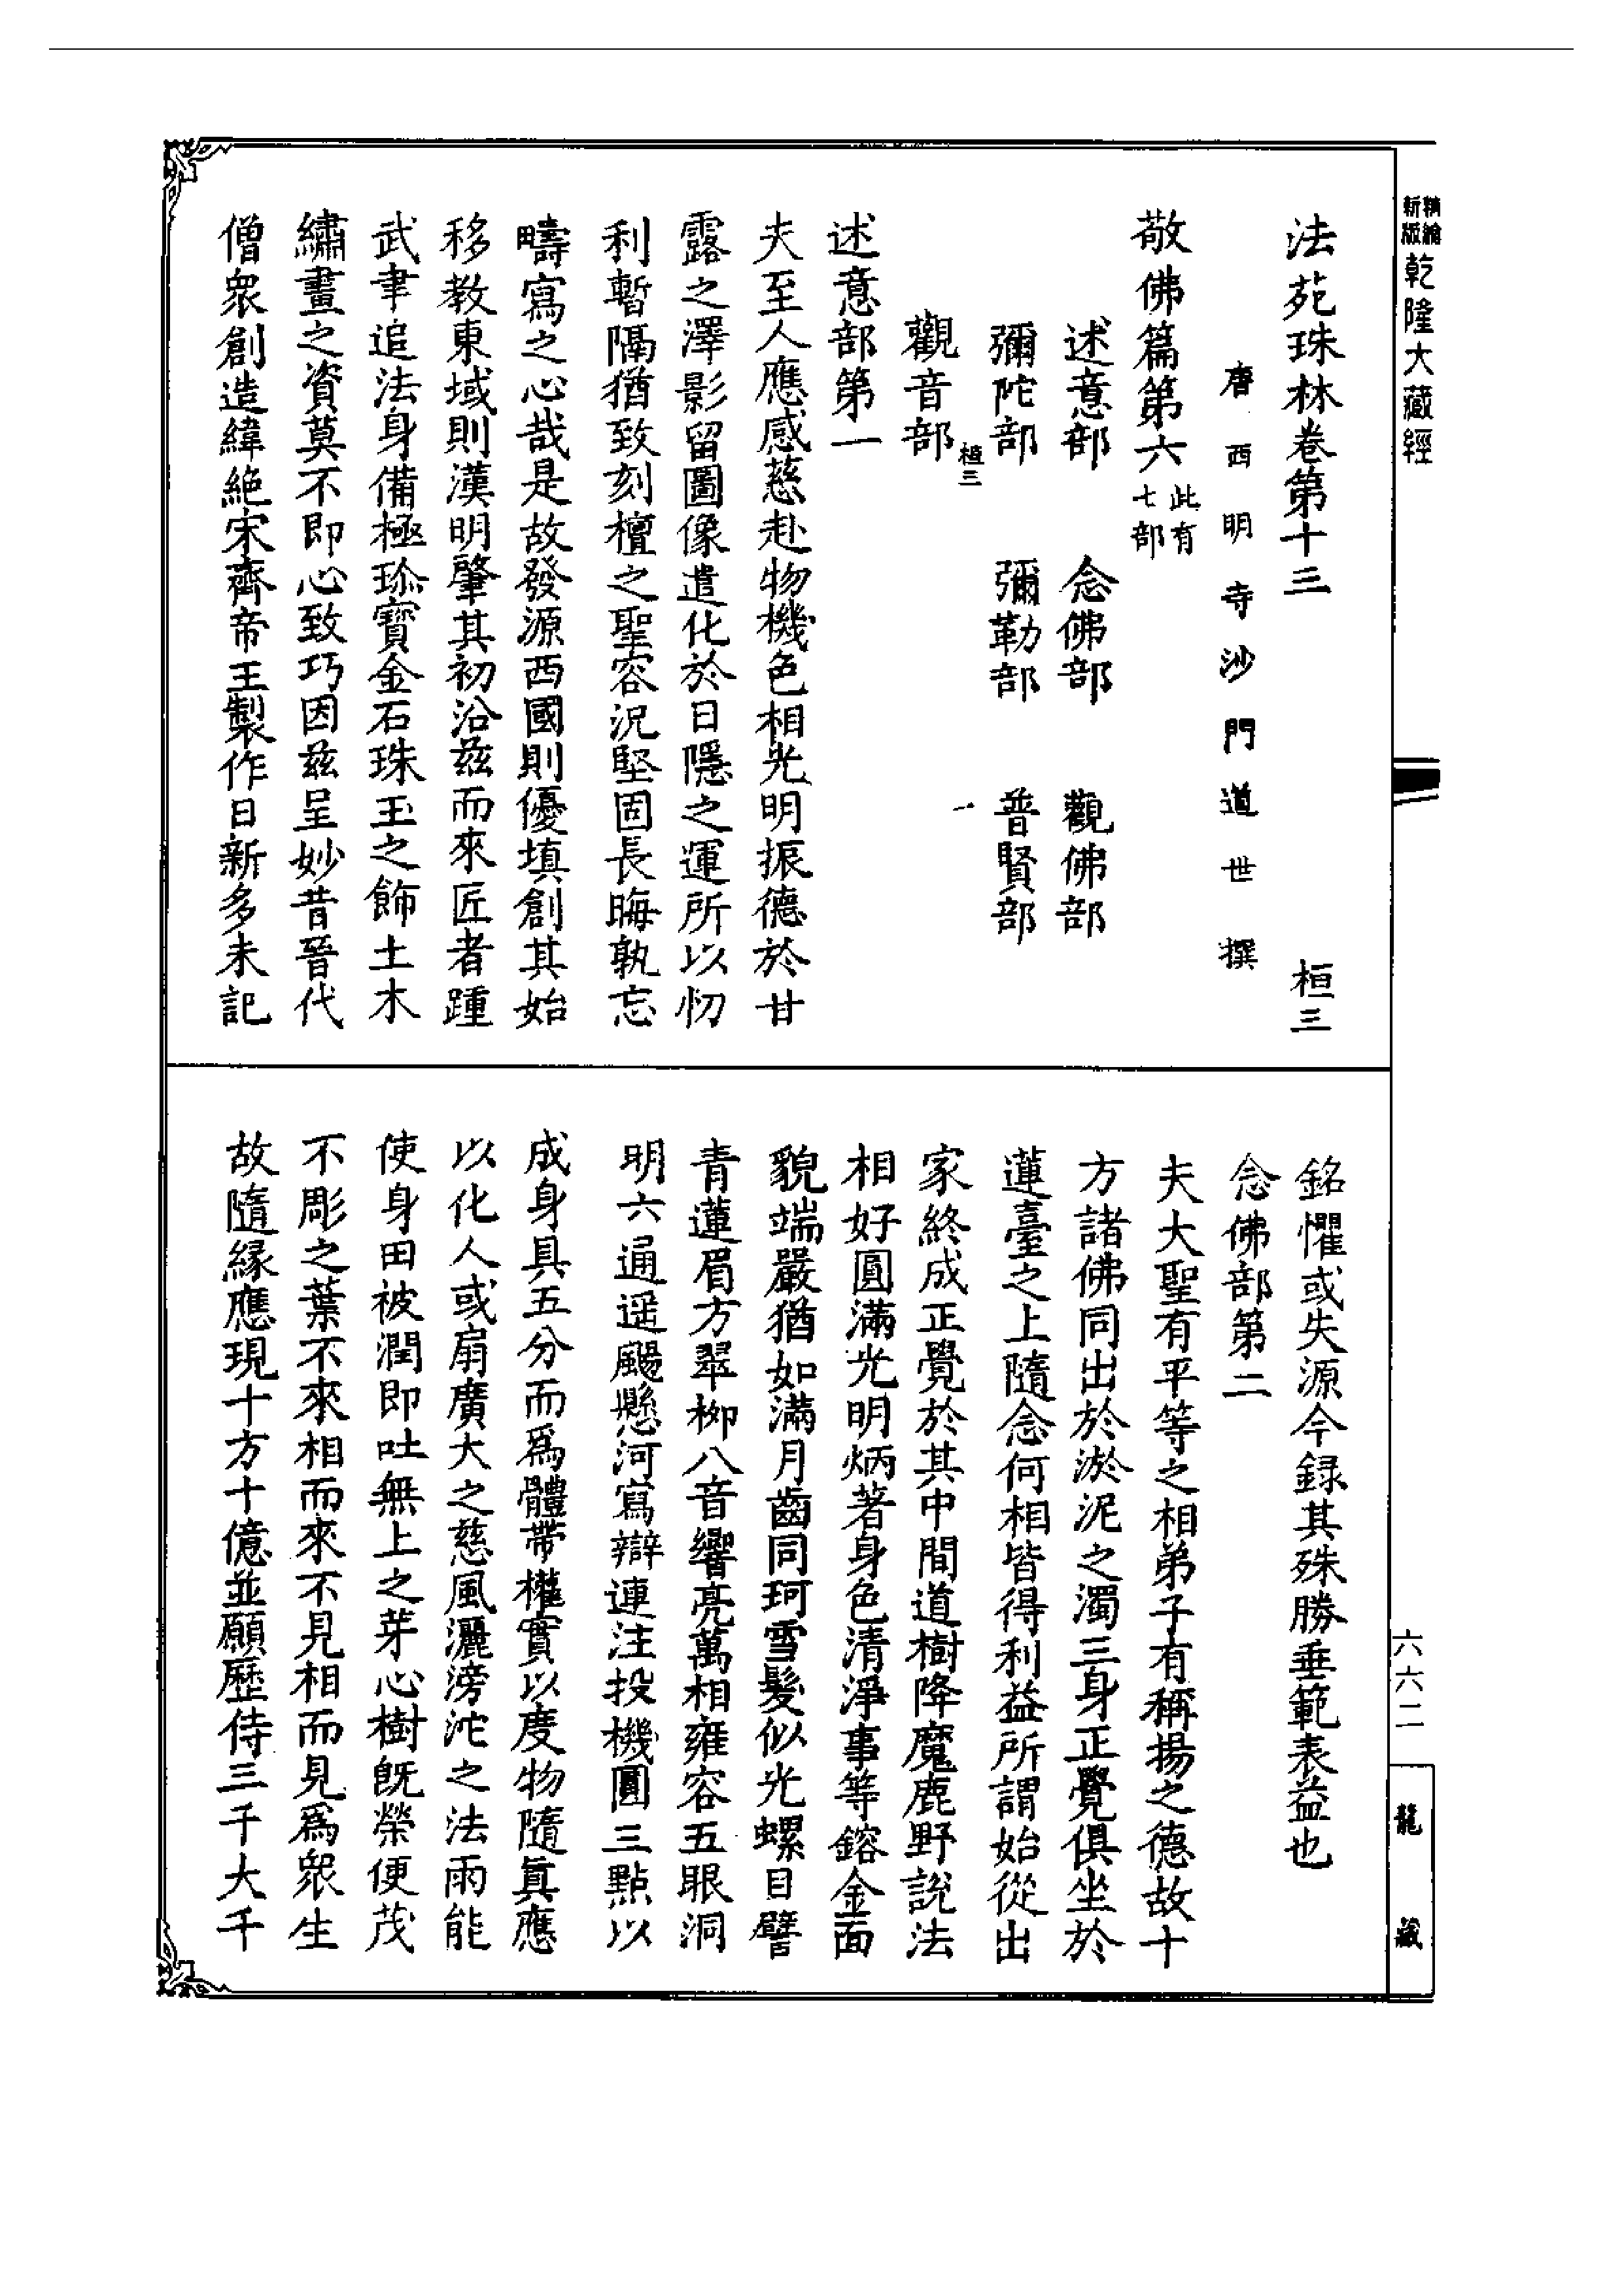 新版精繪乾隆大藏經
法苑珠林卷第十三 桓三
唐西明寺沙門道世撰
敬佛篇第六此有七部
述意部 念佛部 觀佛部
彌陀部 彌勒部 普賢部
桓三 一
觀音部
述意部第一
夫至人應感慈赴物機色相光明振德於甘
露之澤影留圖像遣化於日隱之運所以忉
利暫隔猶致刻檀之聖容況堅固長晦孰忘
疇寫之心哉是故發源西國則優填創其始
移教東域則漢明肇其初沿兹而來匠者踵
武聿追法身備極珎寶金石珠玉之飾土木
繡畫之資莫不即心致巧因兹呈妙昔晉代
僧衆創造緯絶宋齊帝王製作日新多未記
銘懼或失源今録其殊勝垂範表益也
念佛部第二
夫大聖有平等之相弟子有稱揚之德故十
方諸佛同出於淤泥之濁三身正覺俱坐於
蓮臺之上隨念何相皆得利益所謂始從出
家終成正覺於其中間道樹降魔鹿野說法
相好圓滿光明炳著身色清淨事等鎔金面
貌端嚴猶如滿月齒同珂雪髮似光螺目譬
青蓮眉方翠柳八音響亮萬相雍容五眼洞
明六通遥颺懸河寫辯連注投機圓三點以
成身具五分而爲體帶權實以度物隨真應
以化人或扇廣大之慈風灑滂沱之法雨能
使身田被潤即吐無上之芽心樹既榮便茂
不彫之葉不來相而來不見相而見爲衆生
故隨緣應現十方十億並願歷侍三千大千
六六二
龍藏